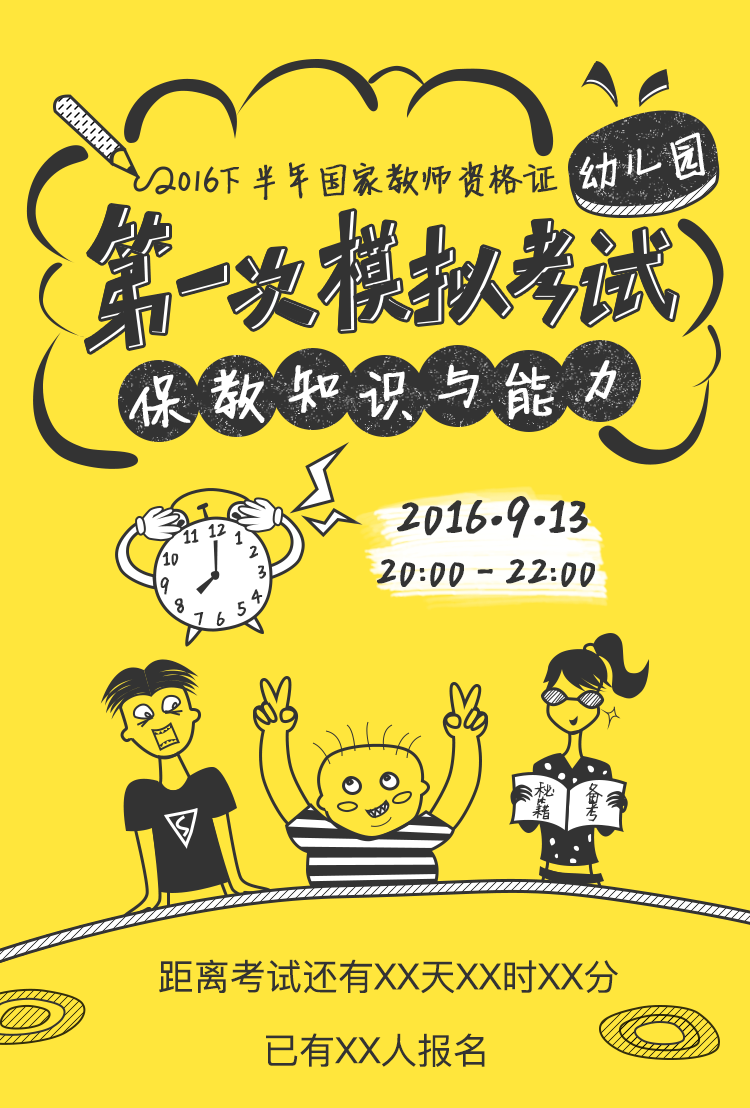 2016下半年国家教师资格证
幼儿园
第一次模拟考试
保教知识与能力
2016.9.13
20:00 - 22:00
11 12 1
10 2
9 3
8 4
7 6 5
S
备考
秘籍
距离考试还有XX天XX时XX分
已有XX人报名